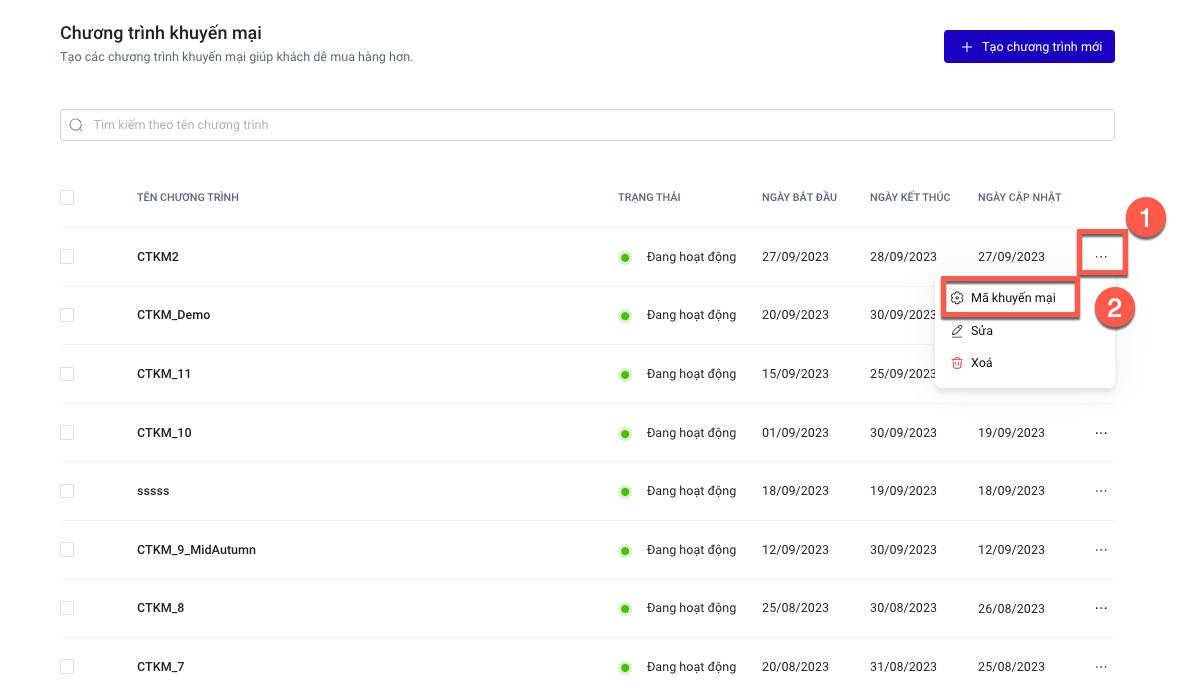 Chương trình khuyến mại
Tạo các chương trình khuyến mại giúp khách dễ mua hàng hơn.
+ Tạo chương trình mới
Tìm kiếm theo tên chương trình
TÊN CHƯƠNG TRÌNH TRẠNG THÁI NGÀY BẮT ĐẦU NGÀY KẾT THÚC NGÀY CẬP NHẬT
1
CTKM2 Đang hoạt động 27/09/2023 28/09/2023 27/09/2023 ...
Mã khuyến mại
2
CTKM_Demo Đang hoạt động 20/09/2023 30/09/2023
Sửa
Xoá
CTKM_11 Đang hoạt động 15/09/2023 25/09/2023
CTKM_10 Đang hoạt động 01/09/2023 30/09/2023 19/09/2023 ...
sssss Đang hoạt động 18/09/2023 19/09/2023 18/09/2023 ...
CTKM_9_MidAutumn Đang hoạt động 12/09/2023 30/09/2023 12/09/2023 ...
CTKM_8 Đang hoạt động 25/08/2023 30/08/2023 26/08/2023 ...
CTKM_7 Đang hoạt động 20/08/2023 31/08/2023 25/08/2023 ...